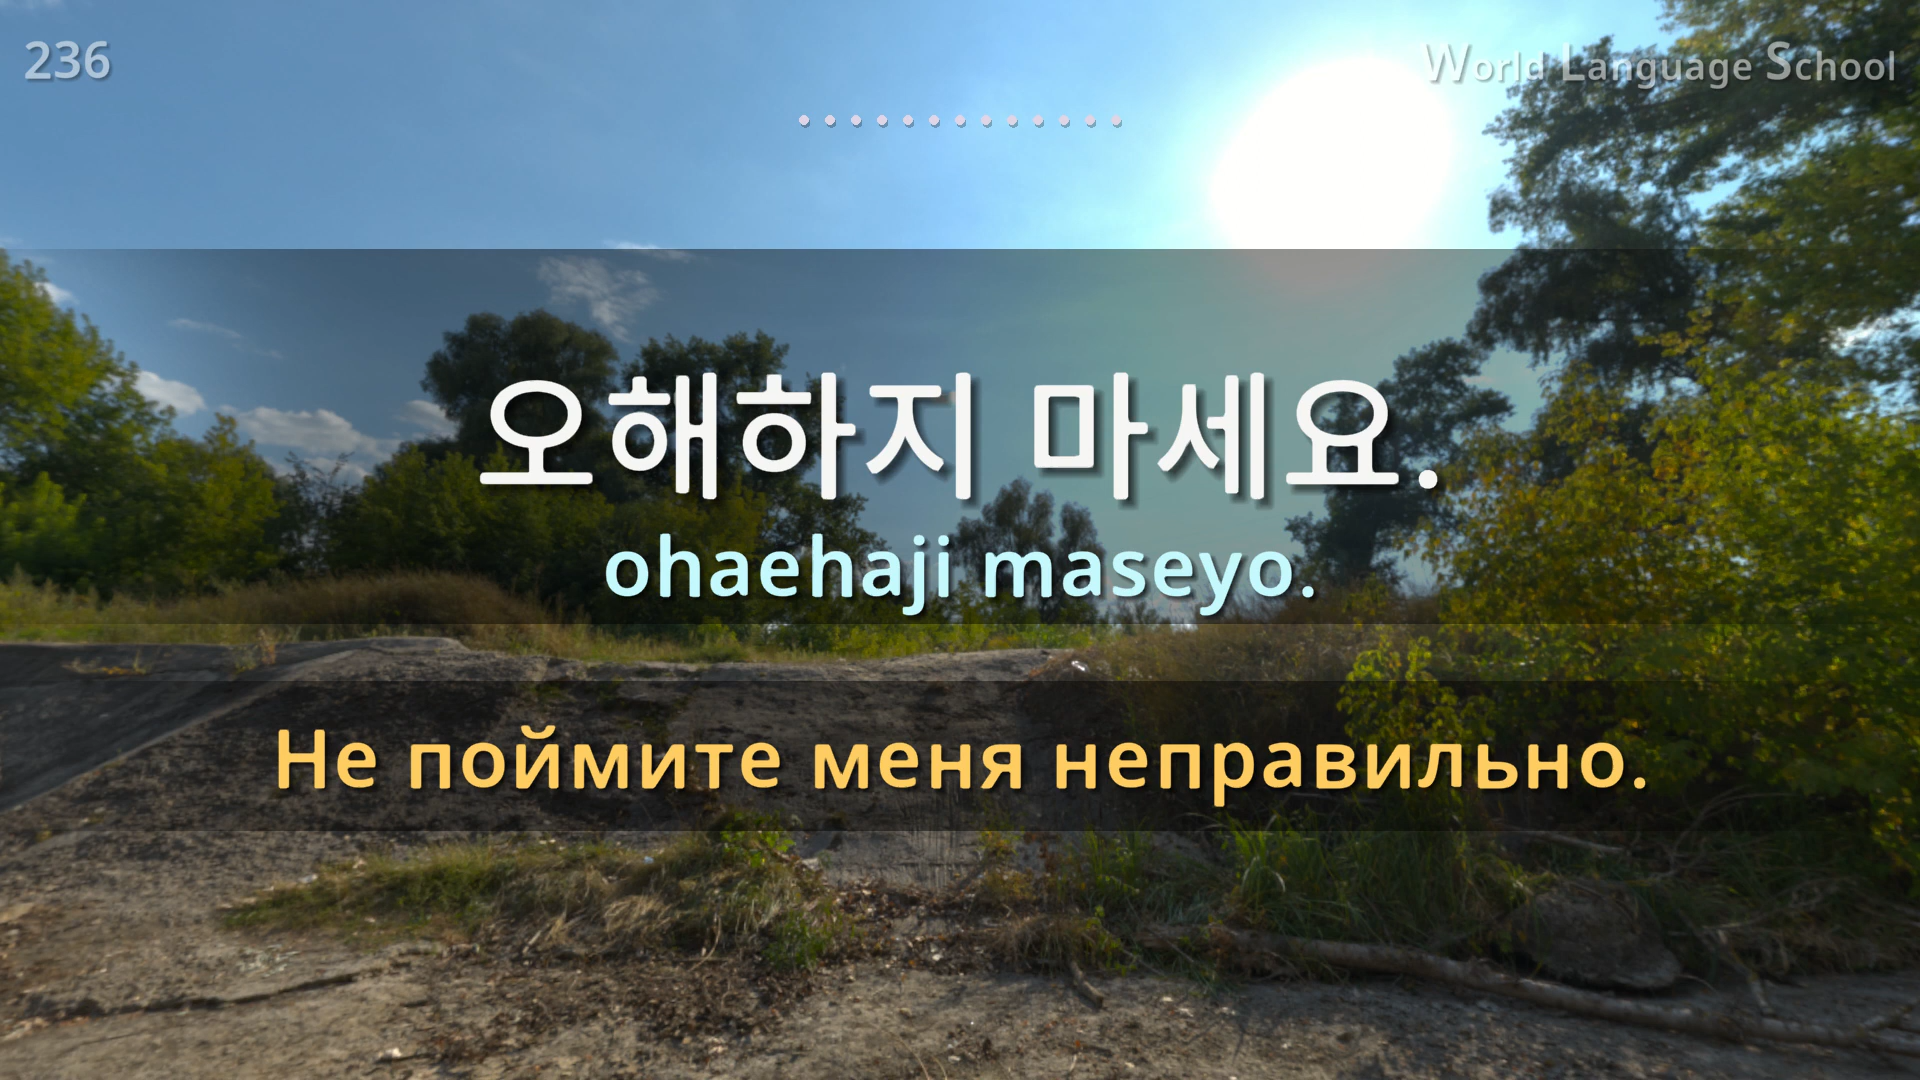 236
World Language School
오해하지 마세요.
ohaehaji maseyo.
Не поймите меня неправильно.